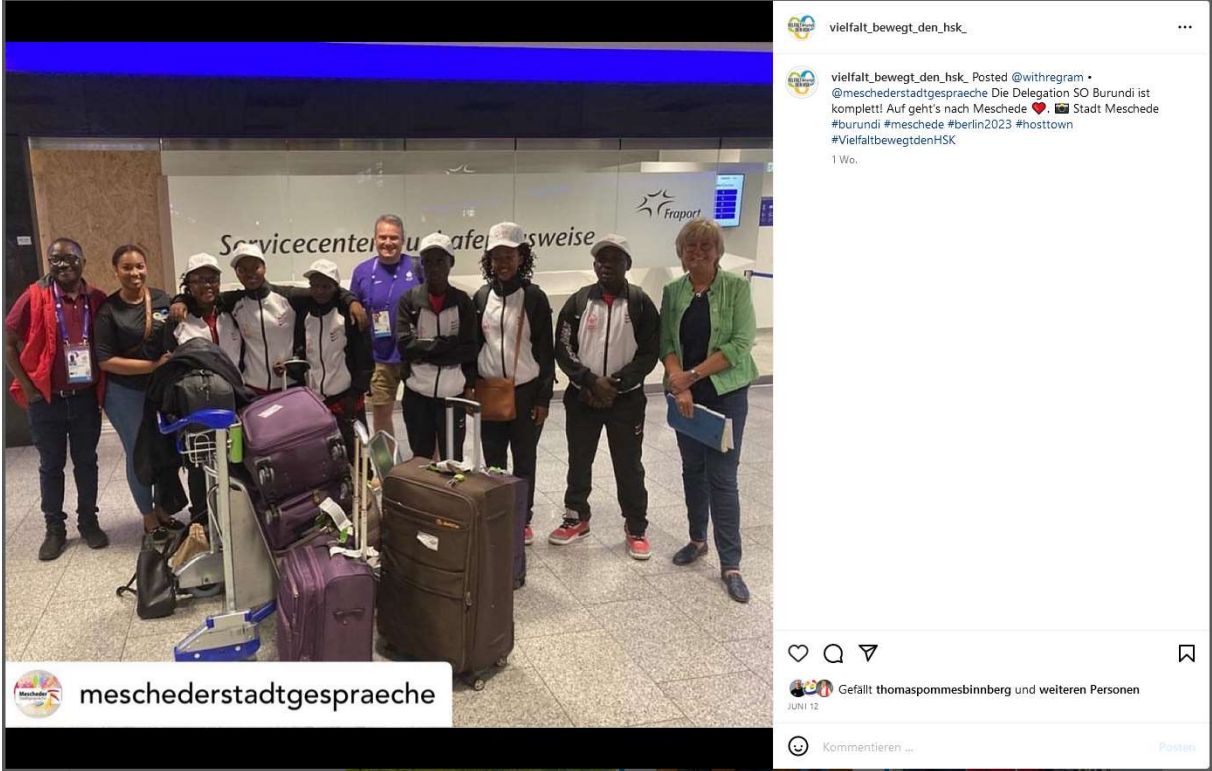 Fraport
Servicecenter
meschederstadtgespraeche
vielfalt_bewegt_den_hsk_
vielfalt_bewegt_den_hsk_ Posted @withregram •
@meschederstadtgespraeche Die Delegation SO Burundi ist
komplett! Auf geht's nach Meschede ❤️. 📸 Stadt Meschede
#burundi #meschede #berlin2023 #hosttown
#VielfaltbewegtdenHSK
1 Wo.
Gefällt thomaspommesbinnberg und weiteren Personen
JUNI 12
Kommentieren ...
Posten